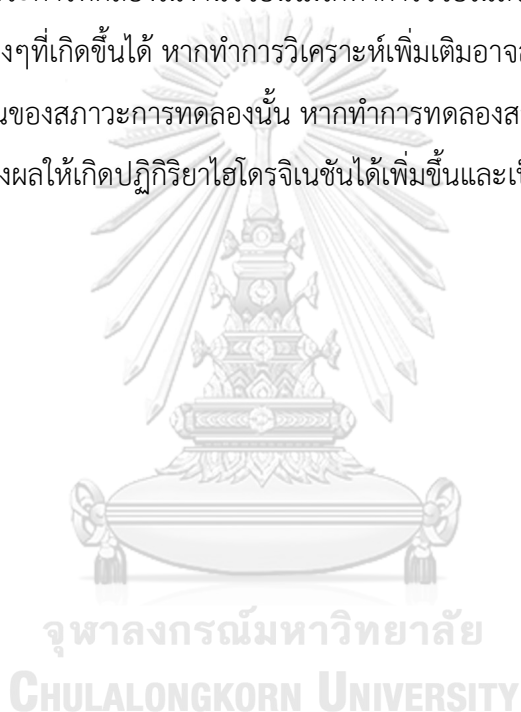 งๆที่เกิดขึ้นได้ หากทำการวิเคราะห์เพิ่มเติมอาจ
ของสภาวะการทดลองนั้น หากทำการทดลอง
ผลให้เกิดปฏิกิริยาไฮโดรจิเนชันได้เพิ่มขึ้นและ
จุฬาลงกรณ์มหาวิทยาลัย
CHULALONGKORN UNIVERSITY